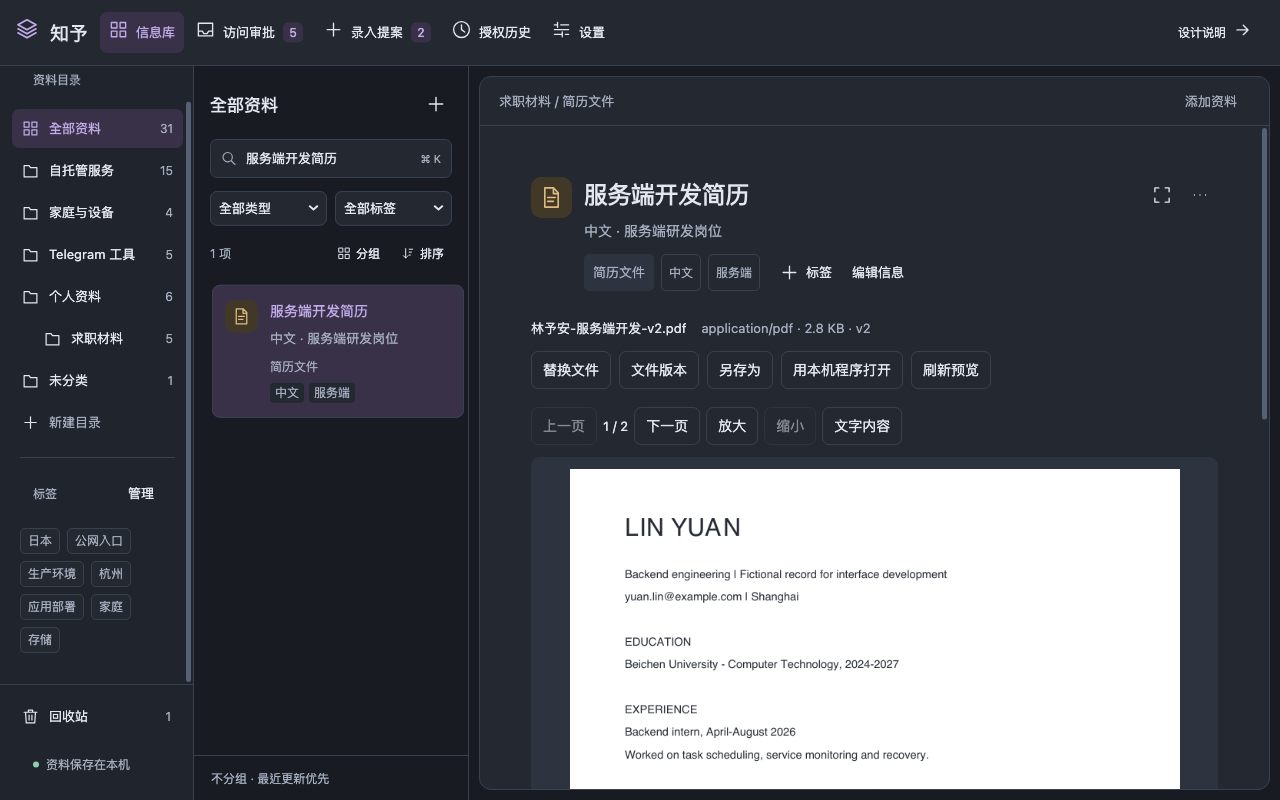 知予
信息库
访问审批 5
录入提案 2
授权历史
设置
设计说明
资料目录
全部资料 31
自托管服务 15
家庭与设备 4
Telegram 工具 5
个人资料 6
求职材料 5
未分类 1
新建目录
标签 管理
日本 公网入口
生产环境 杭州
应用部署 家庭
存储
回收站 1
资料保存在本机
全部资料
服务端开发简历 ⌘ K
全部类型 全部标签
1 项 分组 排序
服务端开发简历
中文 · 服务端研发岗位
简历文件
中文 服务端
不分组 · 最近更新优先
求职材料 / 简历文件 添加资料
服务端开发简历
中文 · 服务端研发岗位
简历文件 中文 服务端 标签 编辑信息
林予安-服务端开发-v2.pdf application/pdf · 2.8 KB · v2
替换文件 文件版本 另存为 用本机程序打开 刷新预览
上一页 1 / 2 下一页 放大 缩小 文字内容
LIN YUAN
Backend engineering | Fictional record for interface development
yuan.lin@example.com | Shanghai
EDUCATION
Beichen University - Computer Technology, 2024-2027
EXPERIENCE
Backend intern, April-August 2026
Worked on task scheduling, service monitoring and recovery.